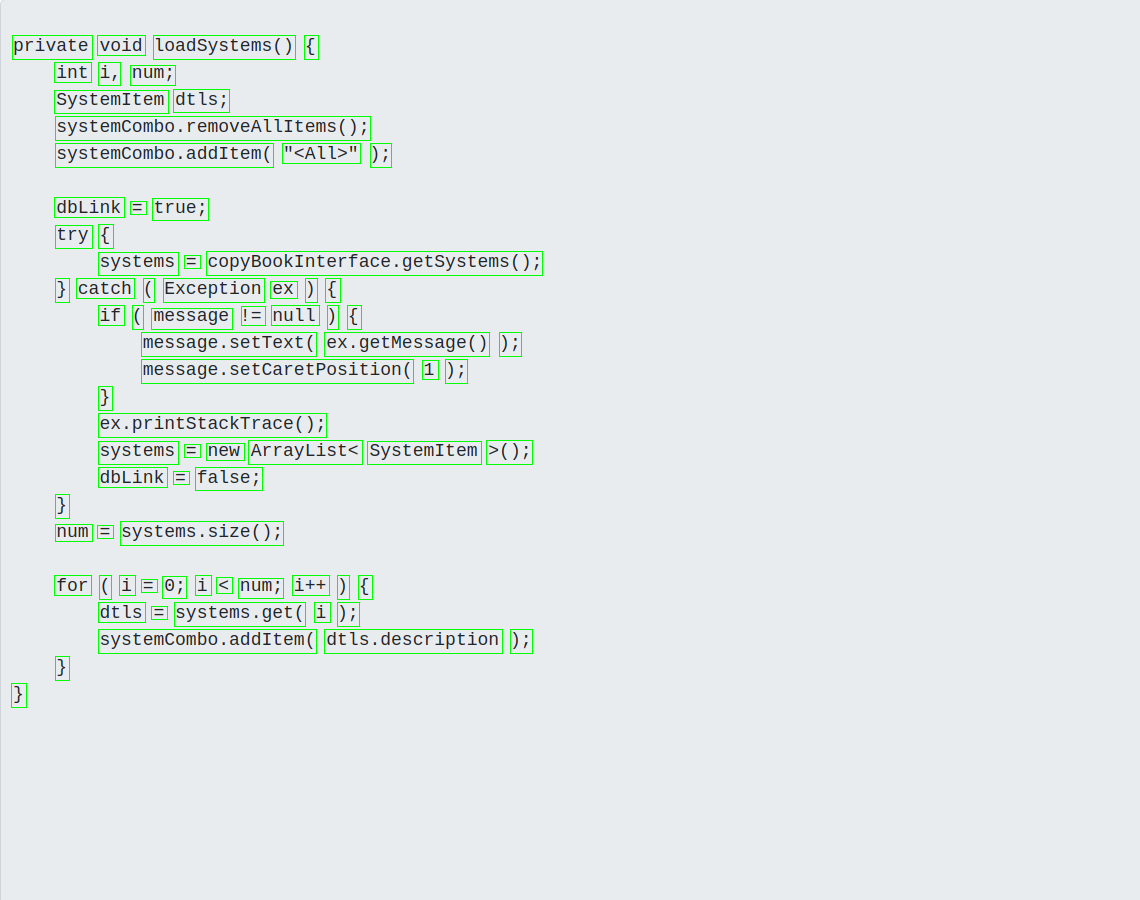 private void loadSystems() {
int i, num;
SystemItem dtls;
systemCombo.removeAllItems();
systemCombo.addItem( "<All>" );
dbLink = true;
try {
systems = copyBookInterface.getSystems();
} catch ( Exception ex ) {
if ( message != null ) {
message.setText( ex.getMessage() );
message.setCaretPosition( 1 );
}
ex.printStackTrace();
systems = new ArrayList< SystemItem >();
dbLink = false;
}
num = systems.size();
for ( i = 0; i < num; i++ ) {
dtls = systems.get( i );
systemCombo.addItem( dtls.description );
}
}